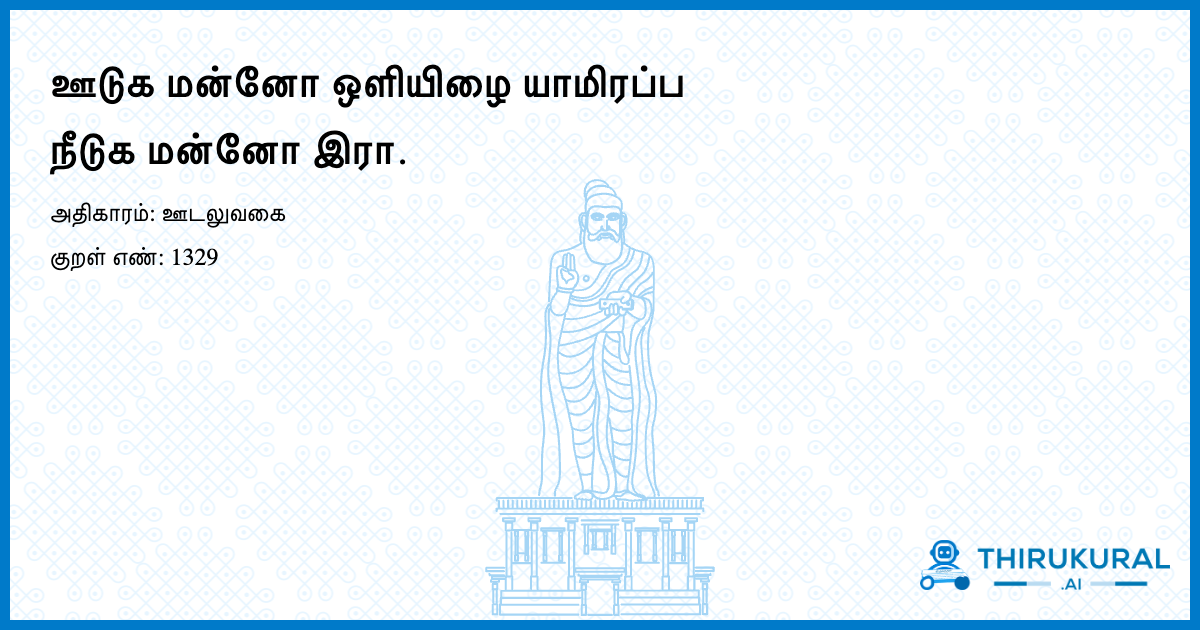 ஊடுக மன்னோ ஒளியிழை யாமிரப்ப
நீடுக மன்னோ இரா.
அதிகாரம்: ஊடலுவகை
குறள் எண்: 1329
THIRUKURAL
.AI